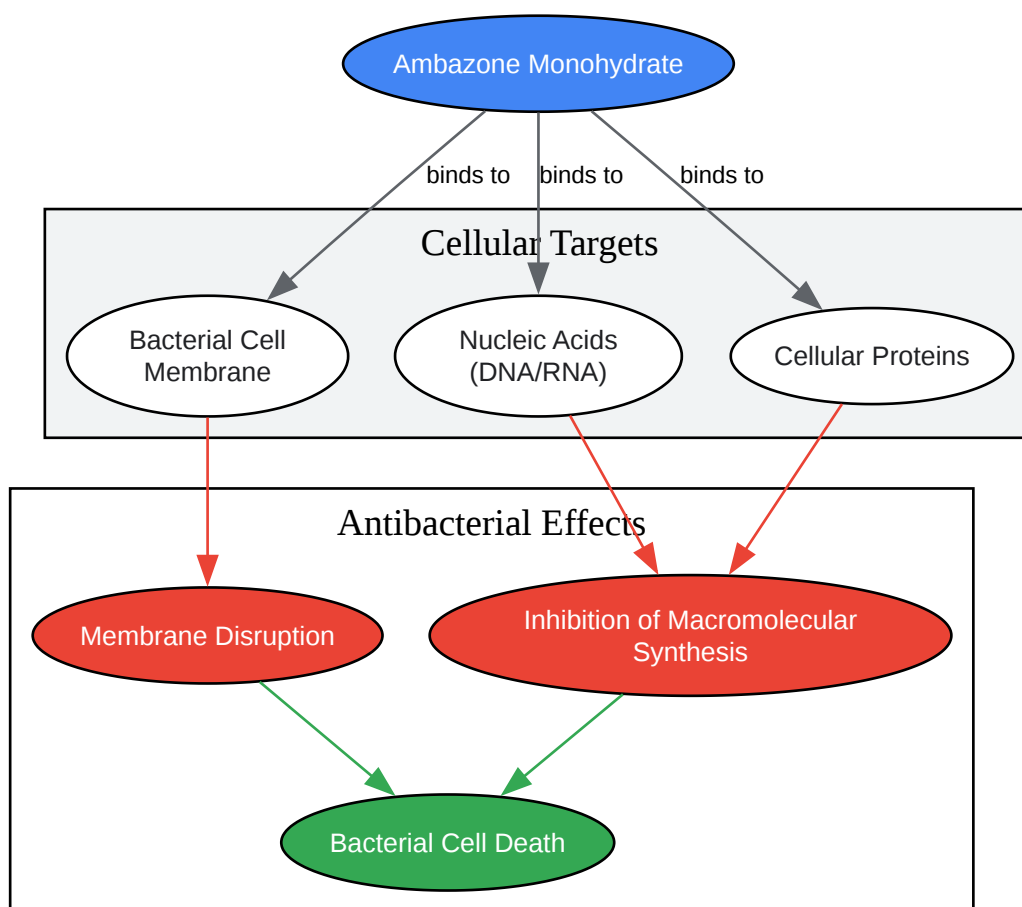 Ambazone Monohydrate
binds to
binds to
binds to
Cellular Targets
Bacterial Cell
Membrane
Nucleic Acids
(DNA/RNA)
Cellular Proteins
Antibacterial Effects
Membrane Disruption
Inhibition of Macromolecular
Synthesis
Bacterial Cell Death